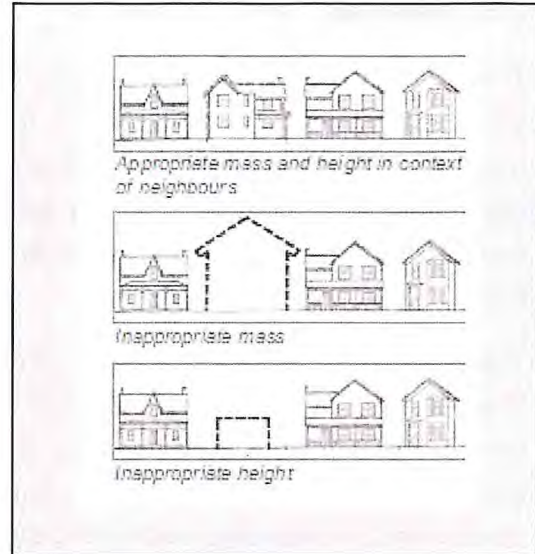 Appropriate mass and height in context
of neighbours
Inappropriate mass
Inappropriate height